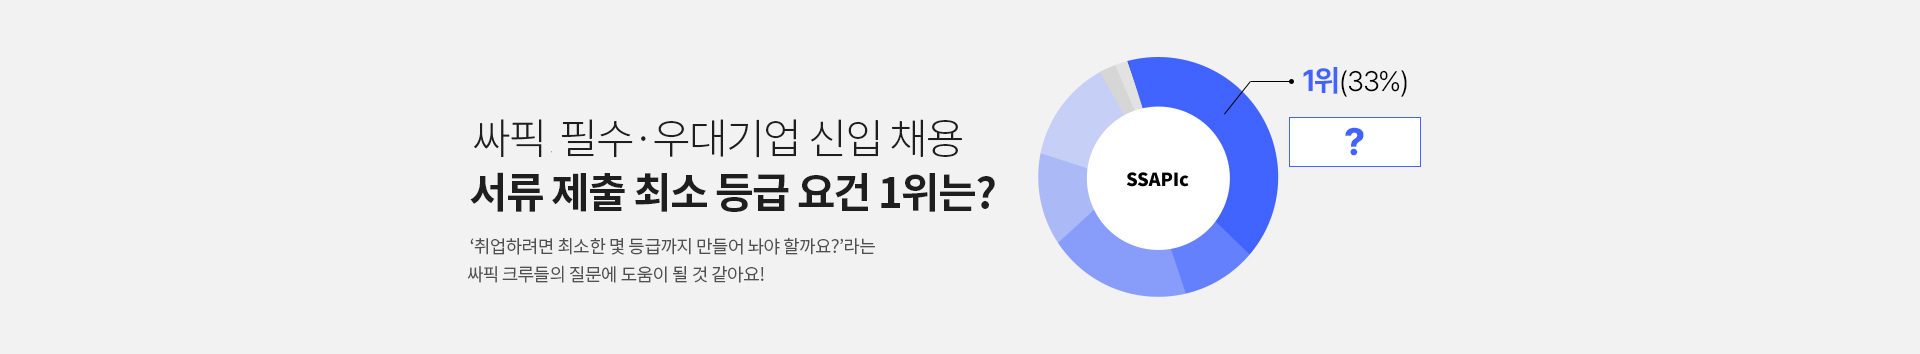 싸픽 필수·우대기업 신입 채용
서류 제출 최소 등급 요건 1위는?
‘취업하려면 최소한 몇 등급까지 만들어 놔야 할까요?’라는
싸픽 크루들의 질문에 도움이 될 것 같아요!
SSAPIc
1위(33%)
?